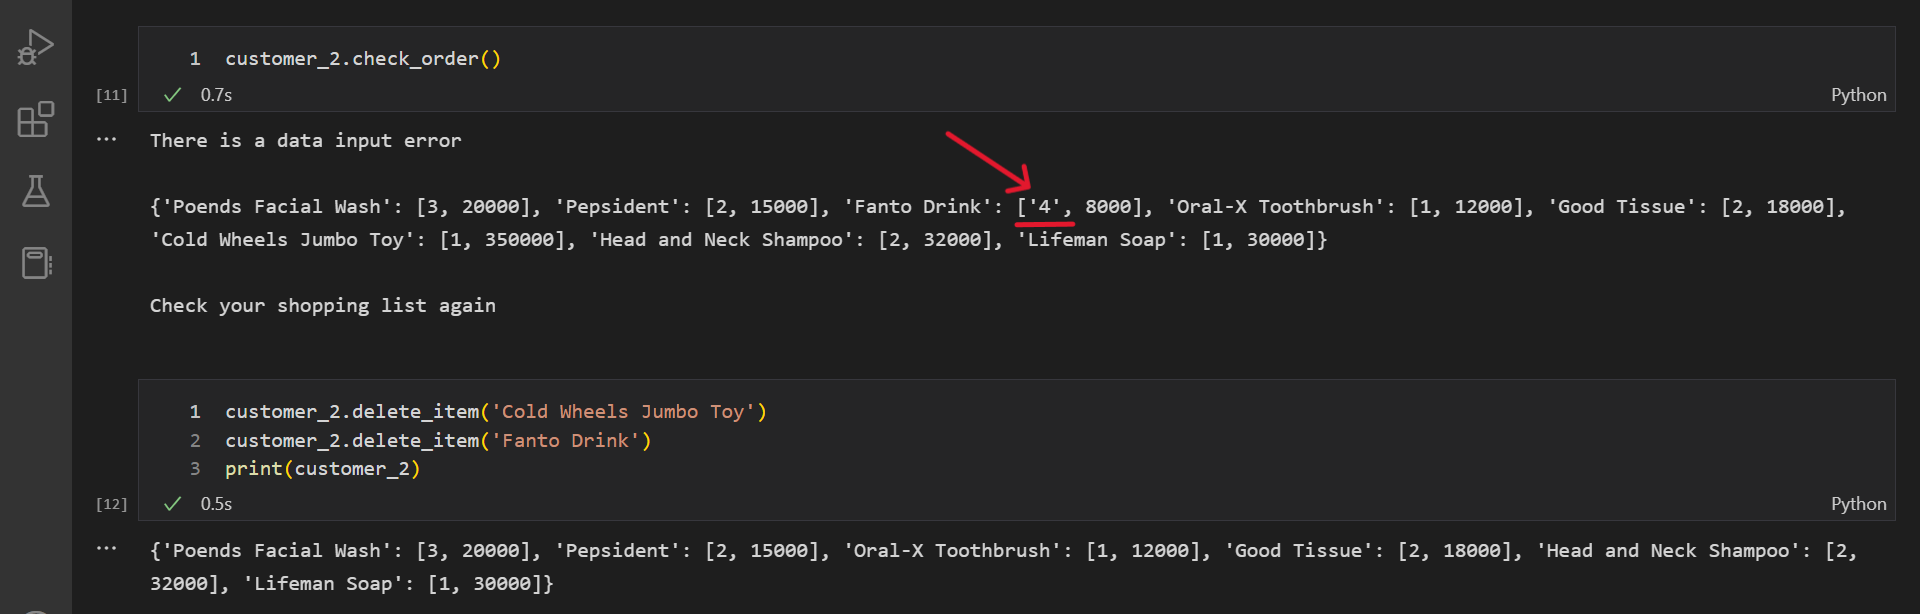 1 customer_2.check_order()
[11] 0.7s Python
There is a data input error
{'Poends Facial Wash': [3, 20000], 'Pepsident': [2, 15000], 'Fanto Drink': ['4', 8000], 'Oral-X Toothbrush': [1, 12000], 'Good Tissue': [2, 18000],
'Cold Wheels Jumbo Toy': [1, 350000], 'Head and Neck Shampoo': [2, 32000], 'Lifeman Soap': [1, 30000]}
Check your shopping list again
1 customer_2.delete_item('Cold Wheels Jumbo Toy')
2 customer_2.delete_item('Fanto Drink')
3 print(customer_2)
[12] 0.5s Python
{'Poends Facial Wash': [3, 20000], 'Pepsident': [2, 15000], 'Oral-X Toothbrush': [1, 12000], 'Good Tissue': [2, 18000], 'Head and Neck Shampoo': [2,
32000], 'Lifeman Soap': [1, 30000]}